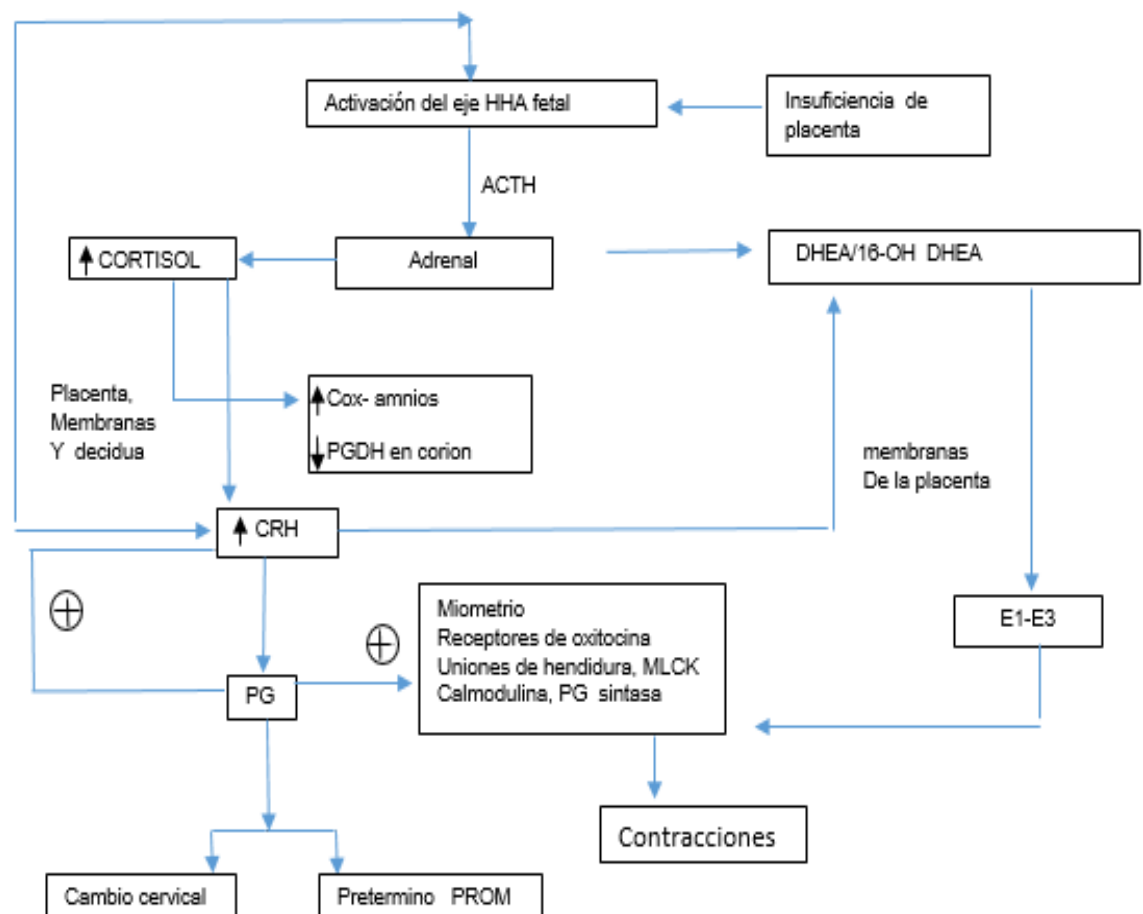 Activación del eje HHA fetal
Insuficiencia de
placenta
ACTH
↑ CORTISOL
Adrenal
DHEA/16-OH DHEA
Placenta,
Membranas
Y decidua
↑ Cox- amnios
↓ PGDH en corion
membranas
De la placenta
↑ CRH
Miometrio
Receptores de oxitocina
Uniones de hendidura, MLCK
Calmodulina, PG sintasa
E1-E3
PG
Contracciones
Cambio cervical
Pretermino PROM